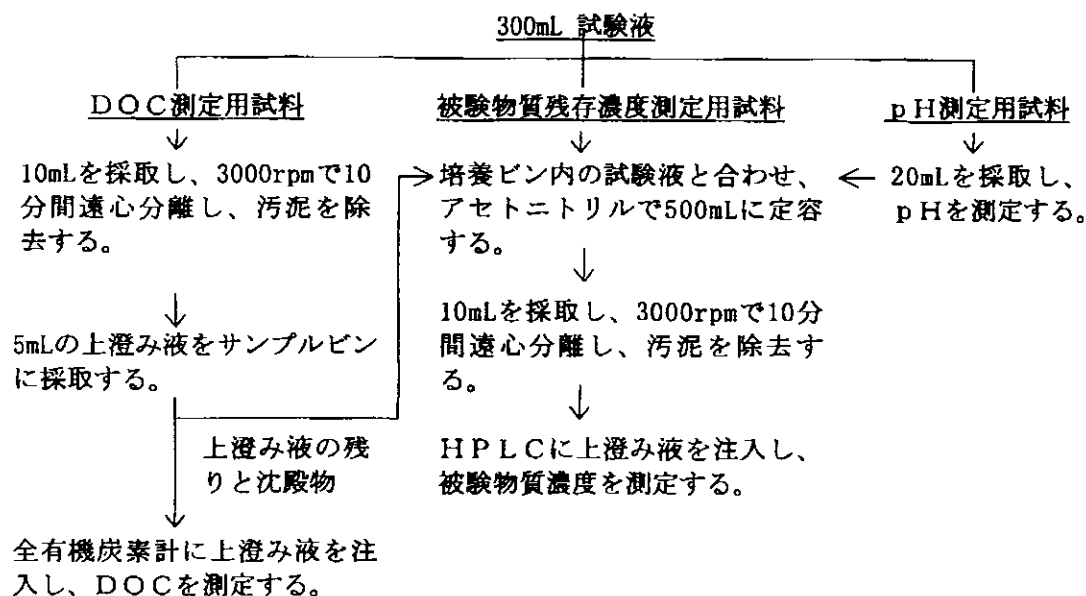 300mL 試験液
DOC測定用試料
被験物質残存濃度測定用試料
pH測定用試料
10mLを採取し、3000rpmで10
分間遠心分離し、汚泥を除
去する。
培養ビン内の試験液と合わせ、
アセトニトリルで500mLに定容
する。
20mLを採取し、
pHを測定する。
5mLの上澄み液をサンプルビン
に採取する。
10mLを採取し、3000rpmで10分
間遠心分離し、汚泥を除去す
る。
上澄み液の残
りと沈殿物
HPLCに上澄み液を注入し、
被験物質濃度を測定する。
全有機炭素計に上澄み液を注
入し、DOCを測定する。